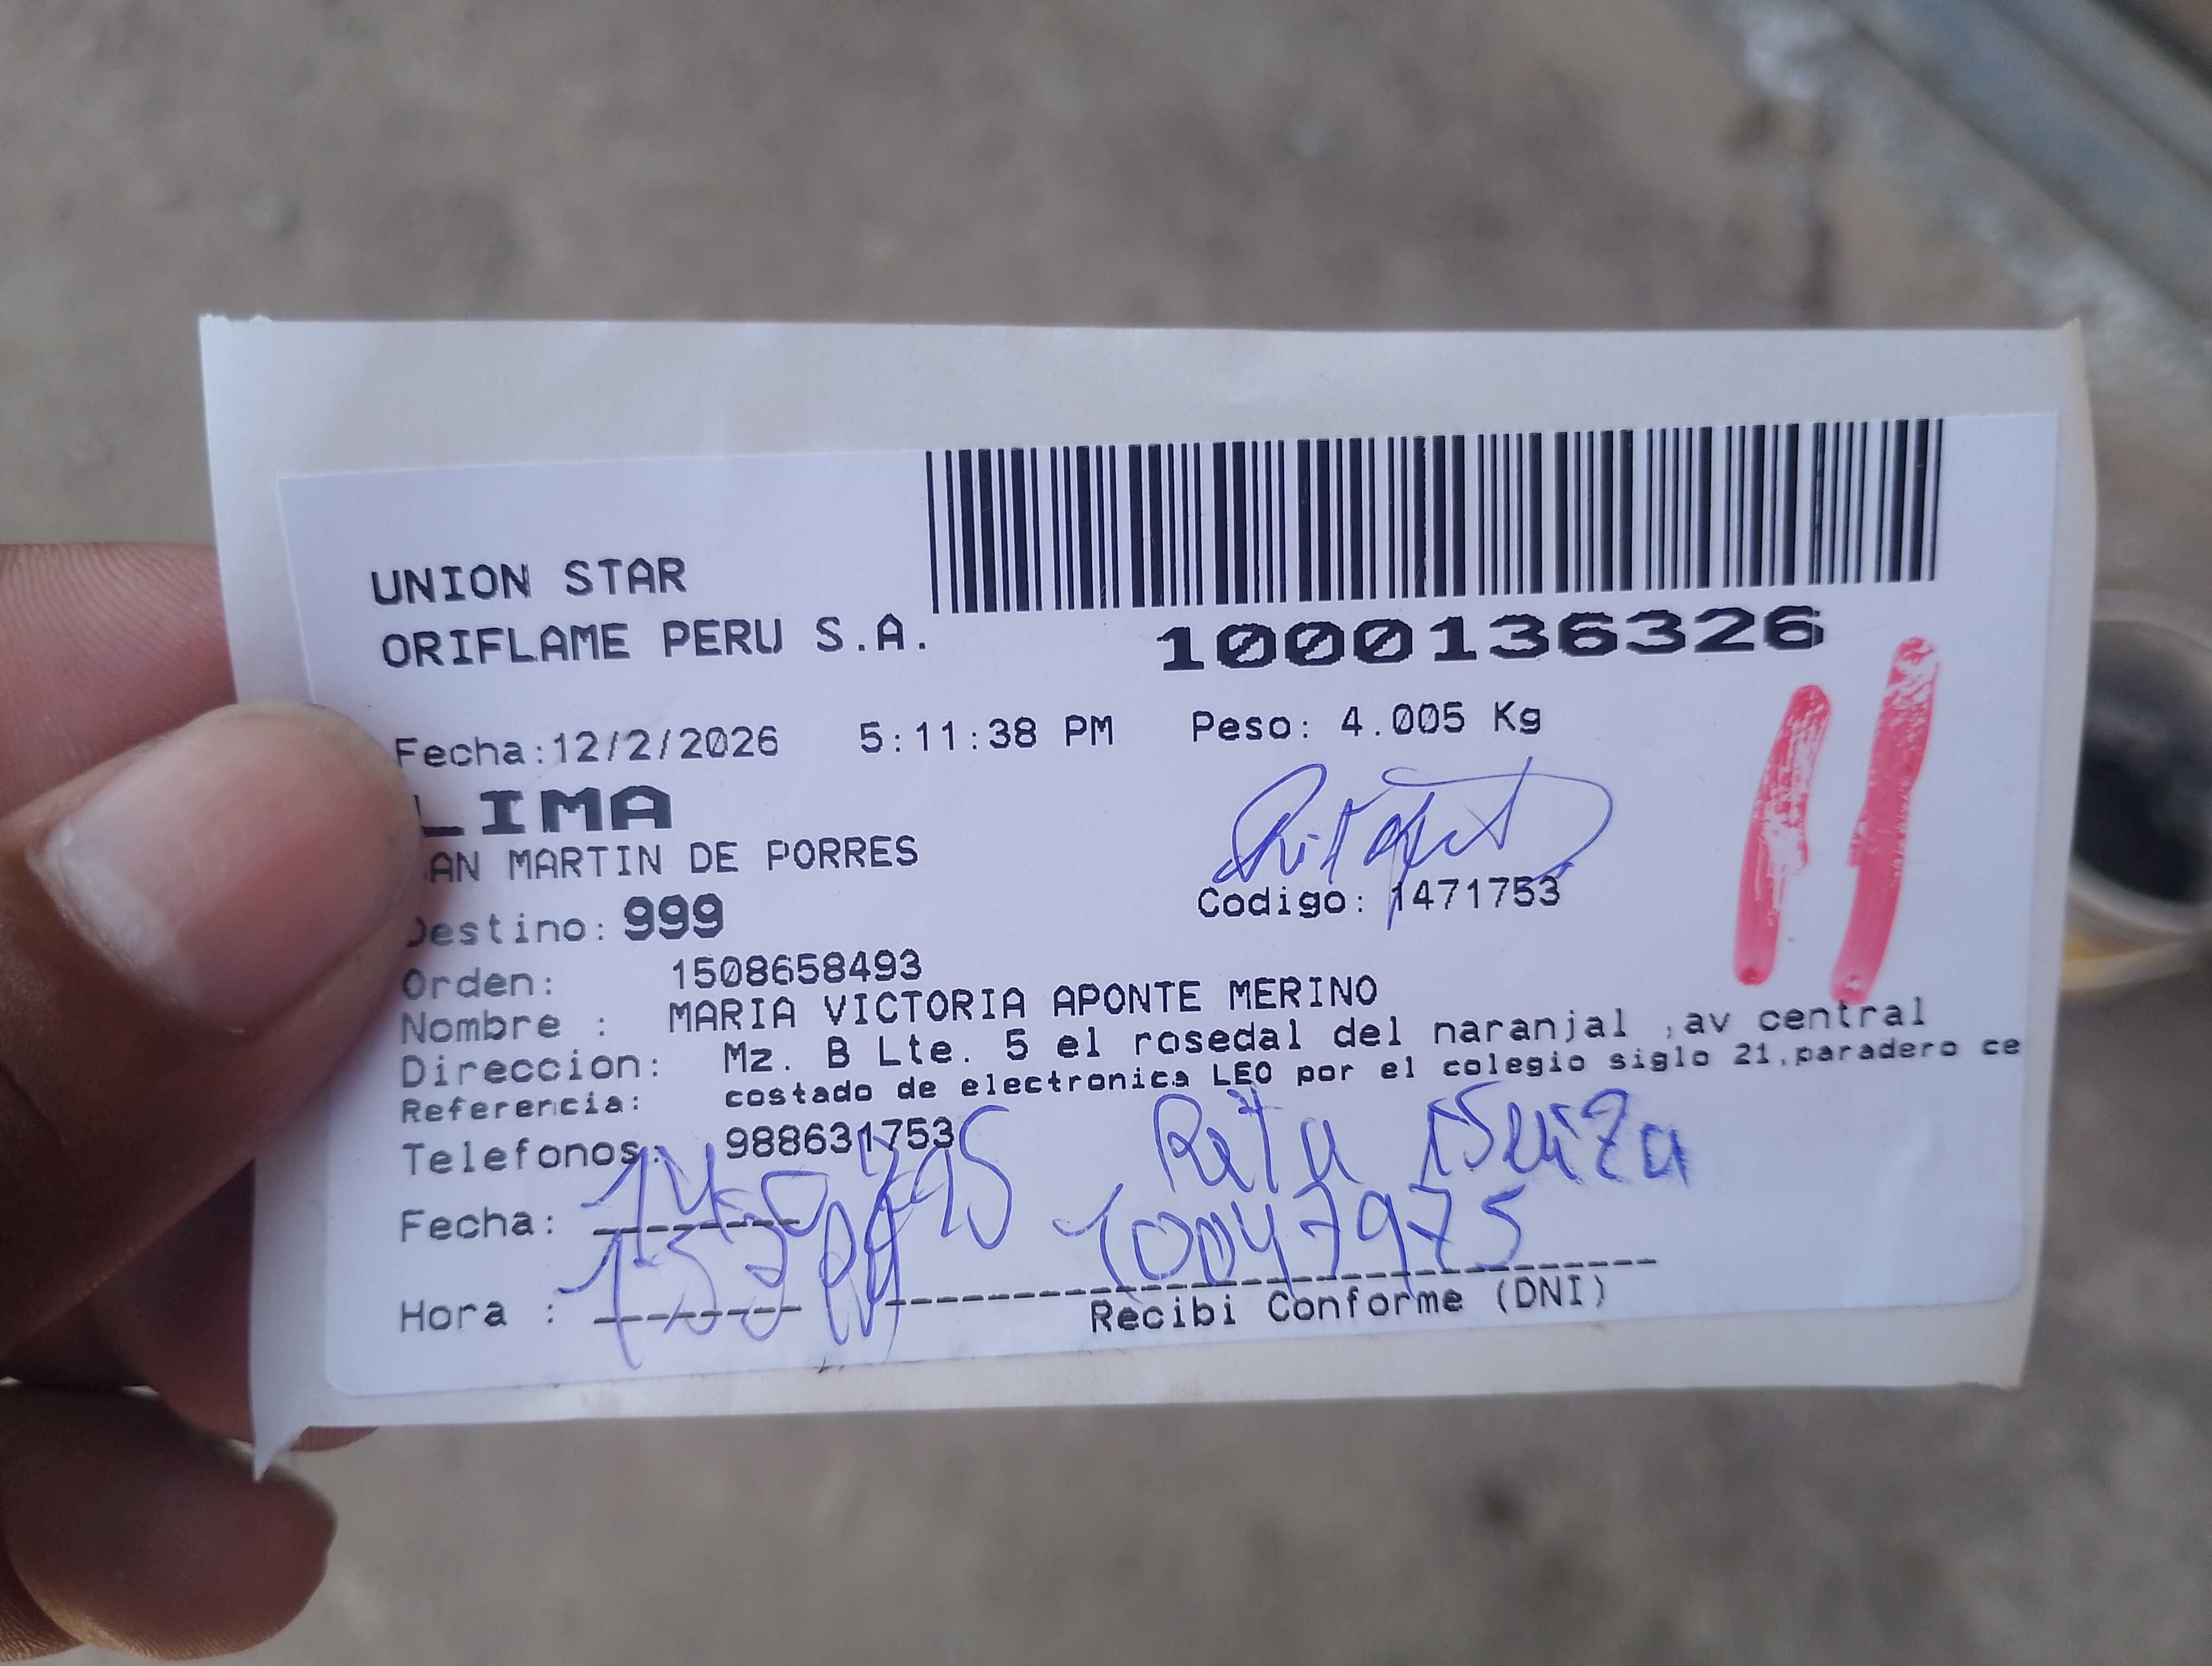 UNION STAR
ORIFLAME PERU S.A.
1000136326
Fecha:12/2/2026 5:11:38 PM Peso: 4.005 Kg
LIMA
SAN MARTIN DE PORRES
Destino: 999 Codigo: 1471753
Orden: 1508658493
Nombre : MARIA VICTORIA APONTE MERINO
Direccion: Mz. B Lte. 5 el rosedal del naranjal ,av central
Referencia: costado de electronica LEO por el colegio siglo 21,paradero ce
Telefonos: 988631753
Rita
Fecha:
10047975
Hora :
Recibi Conforme (DNI)
11